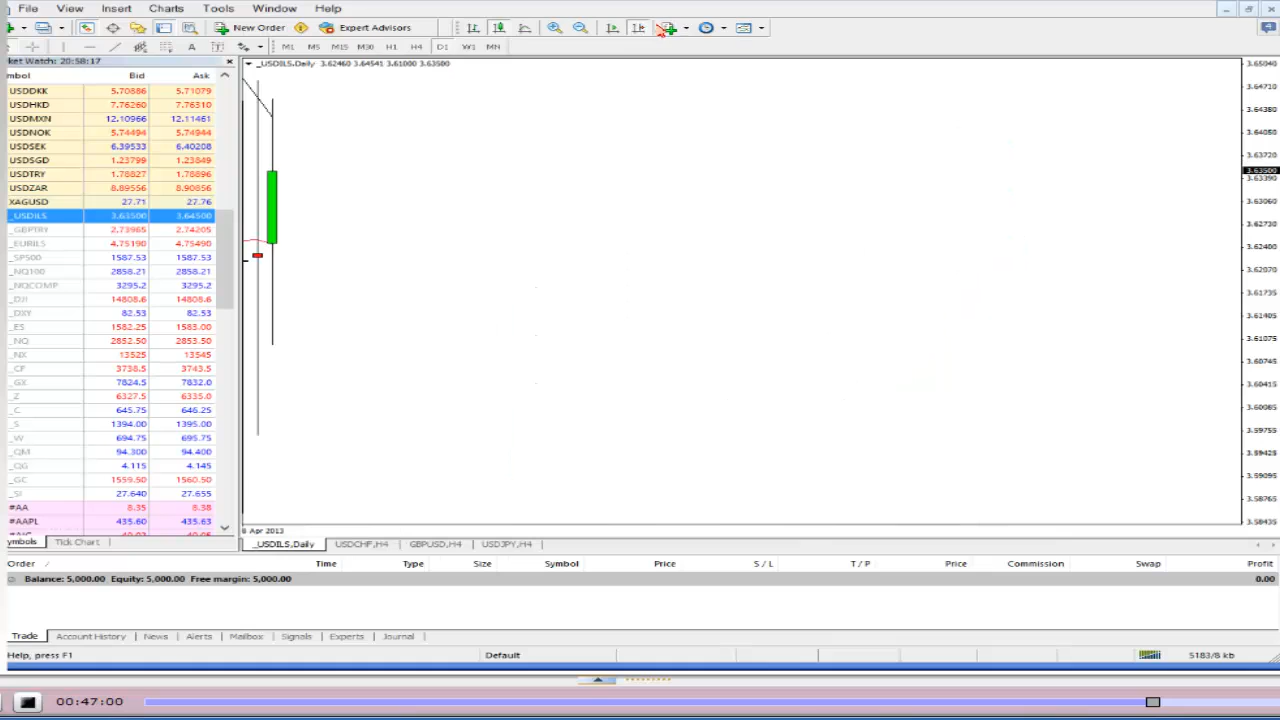 File View Insert Charts Tools Window Help
New Order Expert Advisors
M1 M5 M15 M30 H1 H4 D1 W1 MN
ket Watch: 20:58:17
mbol Bid Ask
USDDKK 5.70886 5.71079
USDHKD 7.76260 7.76310
USDMXN 12.10966 12.11461
USDNOK 5.74494 5.74944
USDSEK 6.39533 6.40208
USDSGD 1.23799 1.23849
USDTRY 1.78827 1.78896
USDZAR 8.89556 8.90856
XAGUSD 27.71 27.76
_USDILS 3.63500 3.64500
_GBPTRY 2.73965 2.74205
_EURILS 4.75190 4.75490
_SP500 1587.53 1587.53
_NQ100 2858.21 2858.21
_NQCOMP 3295.2 3295.2
_DJI 14808.6 14808.6
_DXY 82.53 82.53
_ES 1582.25 1583.00
_NQ 2852.50 2853.50
_NX 13525 13545
_CF 3738.5 3743.5
_GX 7824.5 7832.0
_Z 6327.5 6335.0
_C 645.75 646.25
_S 1394.00 1395.00
_W 694.75 695.75
_QM 94.300 94.400
_QG 4.115 4.145
_GC 1559.50 1560.50
_SI 27.640 27.655
#AA 8.35 8.38
#AAPL 435.60 435.63
ymbols Tick Chart
_USDILS,Daily 3.62460 3.64541 3.61000 3.63500
3.65040
3.64710
3.64380
3.64050
3.63720
3.63500
3.63390
3.63060
3.62730
3.62400
3.62070
3.61735
3.61405
3.61075
3.60745
3.60415
3.60085
3.59755
3.59425
3.59095
3.58765
3.58435
8 Apr 2013
_USDILS,Daily USDCHF,H4 GBPUSD,H4 USDJPY,H4
Order Time Type Size Symbol Price S / L T / P Price Commission Swap Profit
Balance: 5,000.00 Equity: 5,000.00 Free margin: 5,000.00 0.00
Trade Account History News Alerts Mailbox Signals Experts Journal
Help, press F1 Default 5183/8 kb
00:47:00